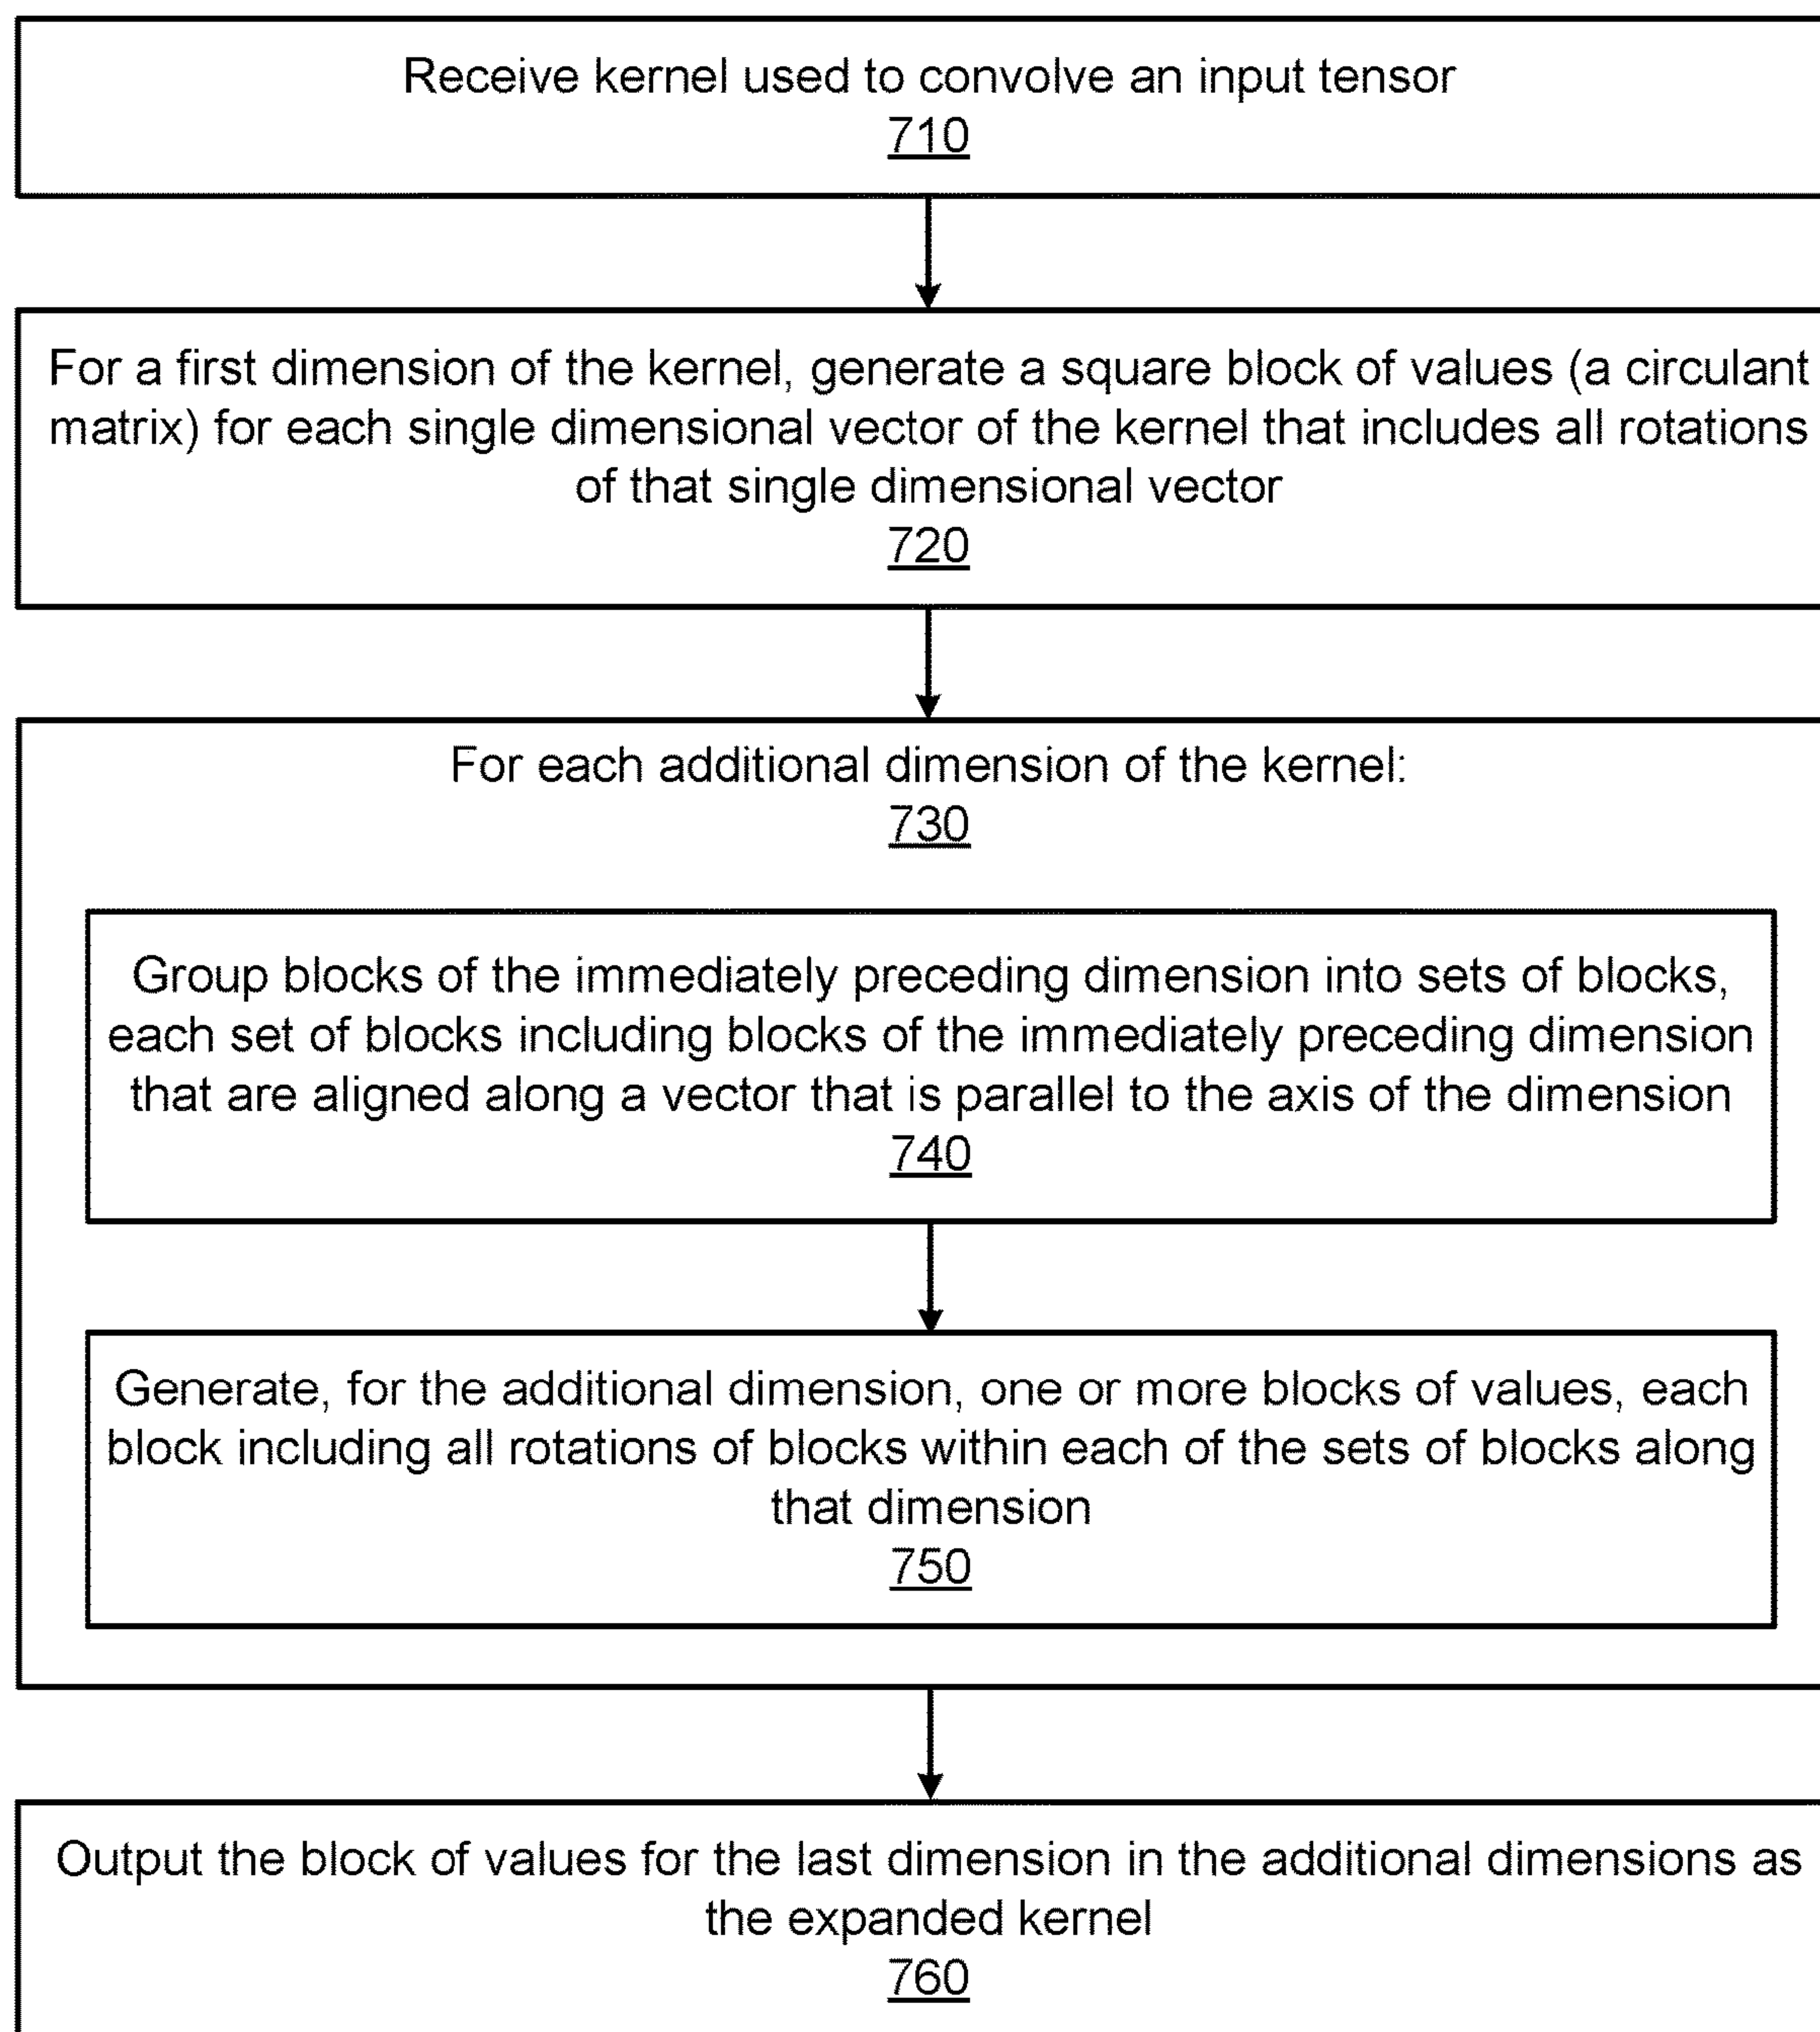 Receive kernel used to convolve an input tensor
710
For a first dimension of the kernel, generate a square block of values (a circulant
matrix) for each single dimensional vector of the kernel that includes all rotations
of that single dimensional vector
720
For each additional dimension of the kernel:
730
Group blocks of the immediately preceding dimension into sets of blocks,
each set of blocks including blocks of the immediately preceding dimension
that are aligned along a vector that is parallel to the axis of the dimension
740
Generate, for the additional dimension, one or more blocks of values, each
block including all rotations of blocks within each of the sets of blocks along
that dimension
750
Output the block of values for the last dimension in the additional dimensions as
the expanded kernel
760